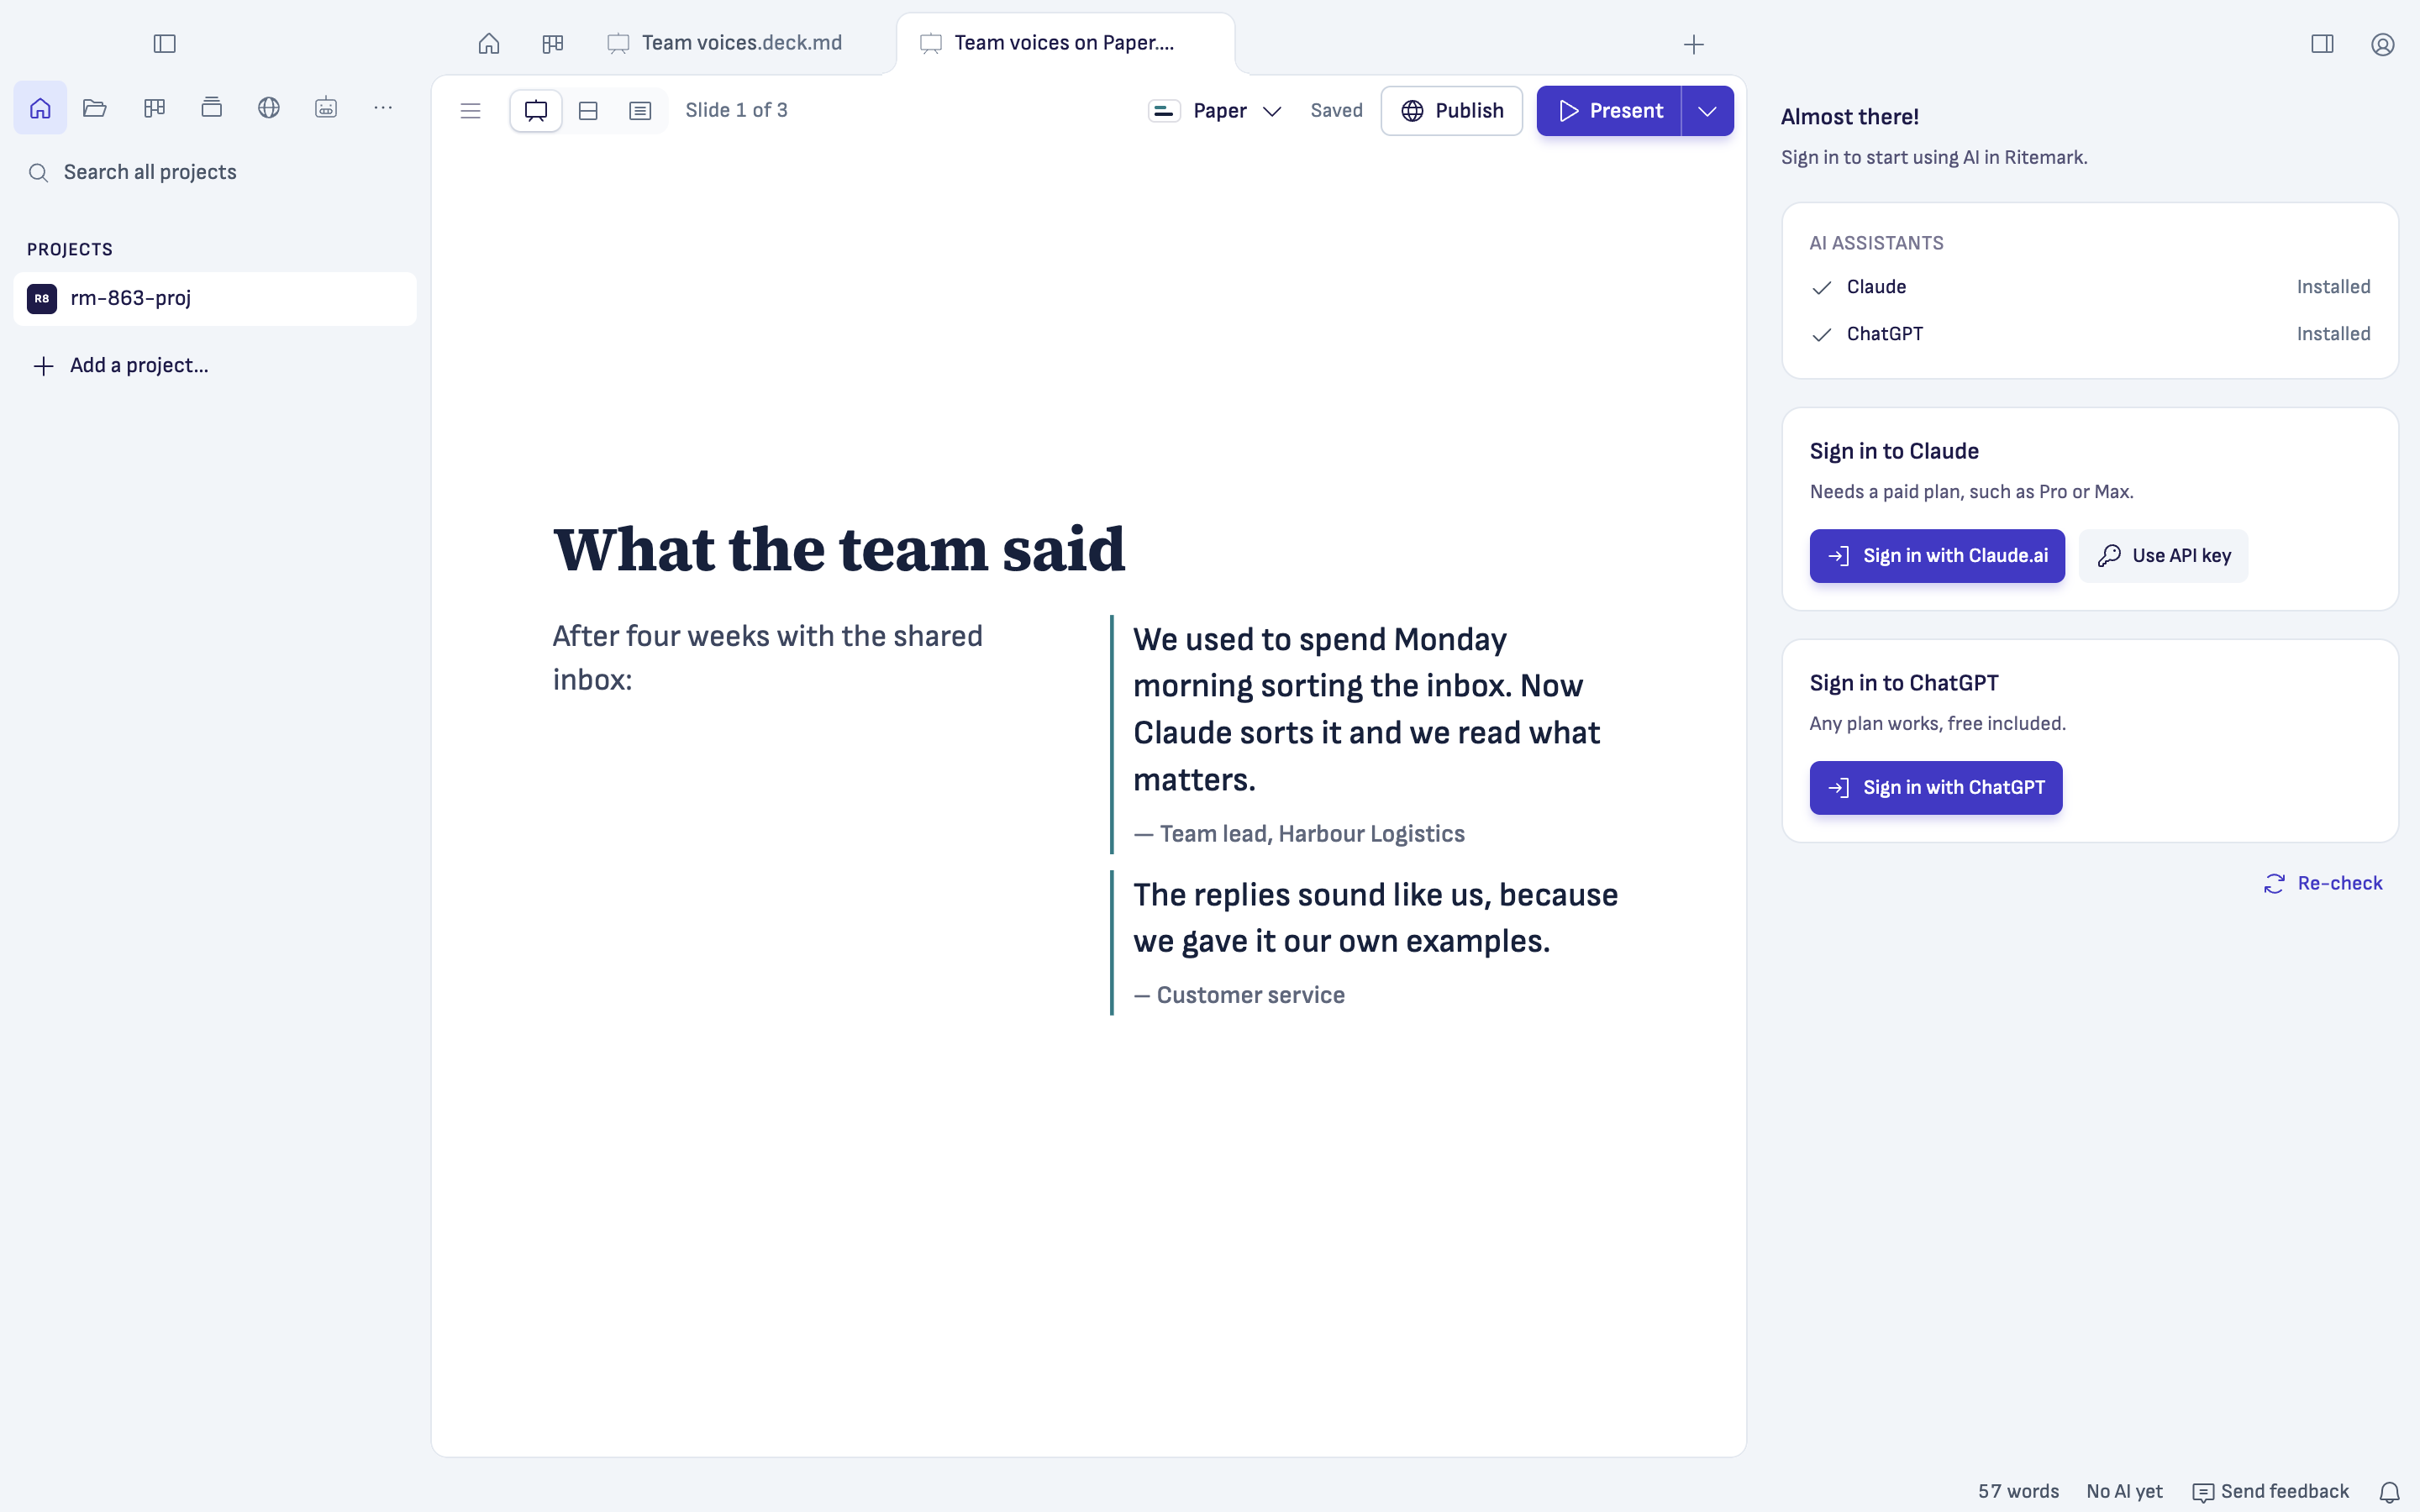 Team voices.deck.md
Team voices on Paper....
Search all projects
PROJECTS
R8 rm-863-proj
Add a project...
Slide 1 of 3
Paper
Saved
Publish
Present
What the team said
After four weeks with the shared
inbox:
We used to spend Monday
morning sorting the inbox. Now
Claude sorts it and we read what
matters.
— Team lead, Harbour Logistics
The replies sound like us, because
we gave it our own examples.
— Customer service
Almost there!
Sign in to start using AI in Ritemark.
AI ASSISTANTS
Claude Installed
ChatGPT Installed
Sign in to Claude
Needs a paid plan, such as Pro or Max.
Sign in with Claude.ai
Use API key
Sign in to ChatGPT
Any plan works, free included.
Sign in with ChatGPT
Re-check
57 words
No AI yet
Send feedback